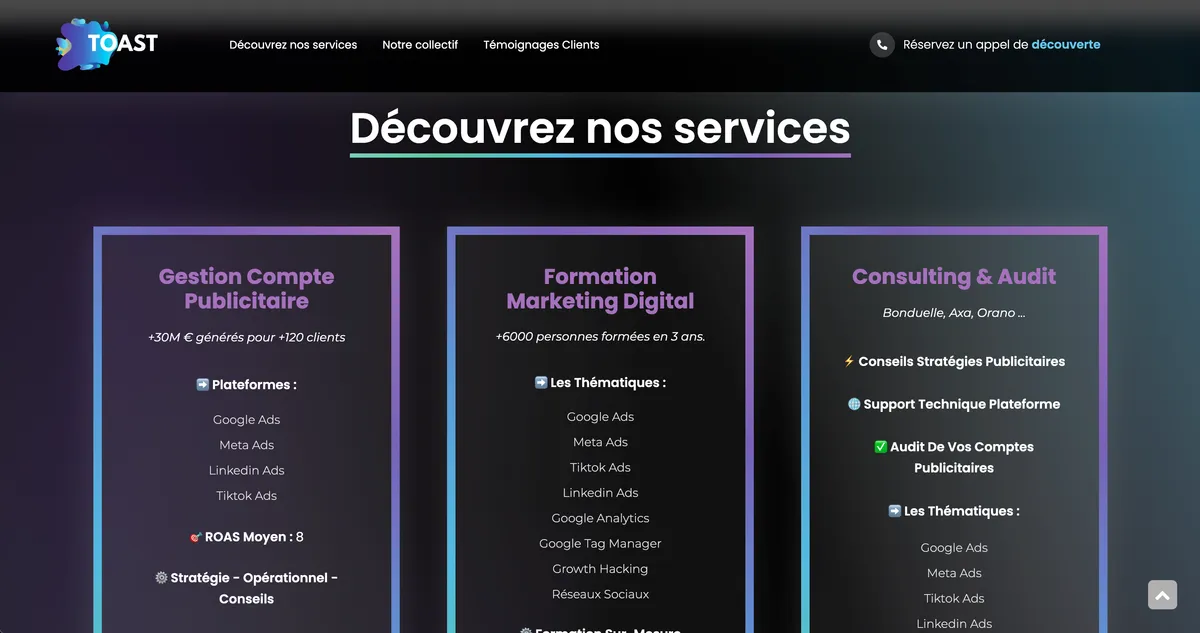 TOAST
Découvrez nos services
Notre collectif
Témoignages Clients
Réservez un appel de découverte
Découvrez nos services
Gestion Compte
Publicitaire
+30M € générés pour +120 clients
➡️ Plateformes :
Google Ads
Meta Ads
Linkedin Ads
Tiktok Ads
🎯 ROAS Moyen : 8
⚙️ Stratégie - Opérationnel -
Conseils
Formation
Marketing Digital
+6000 personnes formées en 3 ans.
➡️ Les Thématiques :
Google Ads
Meta Ads
Tiktok Ads
Linkedin Ads
Google Analytics
Google Tag Manager
Growth Hacking
Réseaux Sociaux
⚙️ Formation Sur-Mesure
Consulting & Audit
Bonduelle, Axa, Orano ...
⚡ Conseils Stratégies Publicitaires
🌐 Support Technique Plateforme
✅ Audit De Vos Comptes
Publicitaires
➡️ Les Thématiques :
Google Ads
Meta Ads
Tiktok Ads
Linkedin Ads